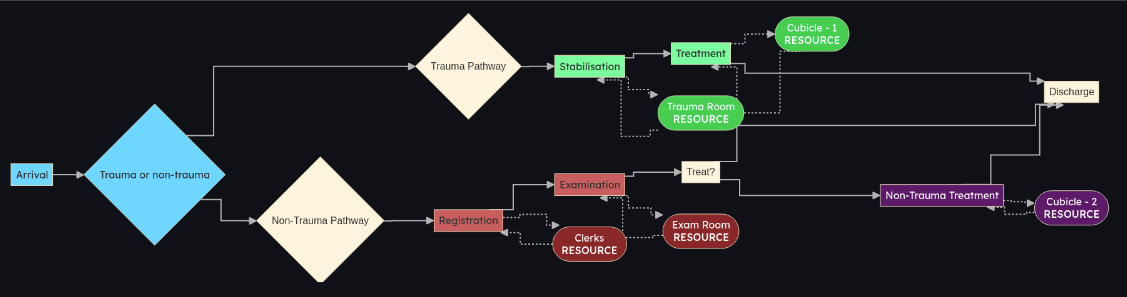 Cubicle - 1
RESOURCE
Trauma Pathway
Stabilisation
Treatment
Discharge
Trauma Room
RESOURCE
Arrival
Trauma or non-trauma
Treat?
Examination
Non-Trauma Treatment
Cubicle - 2
RESOURCE
Non-Trauma Pathway
Registration
Clerks
RESOURCE
Exam Room
RESOURCE